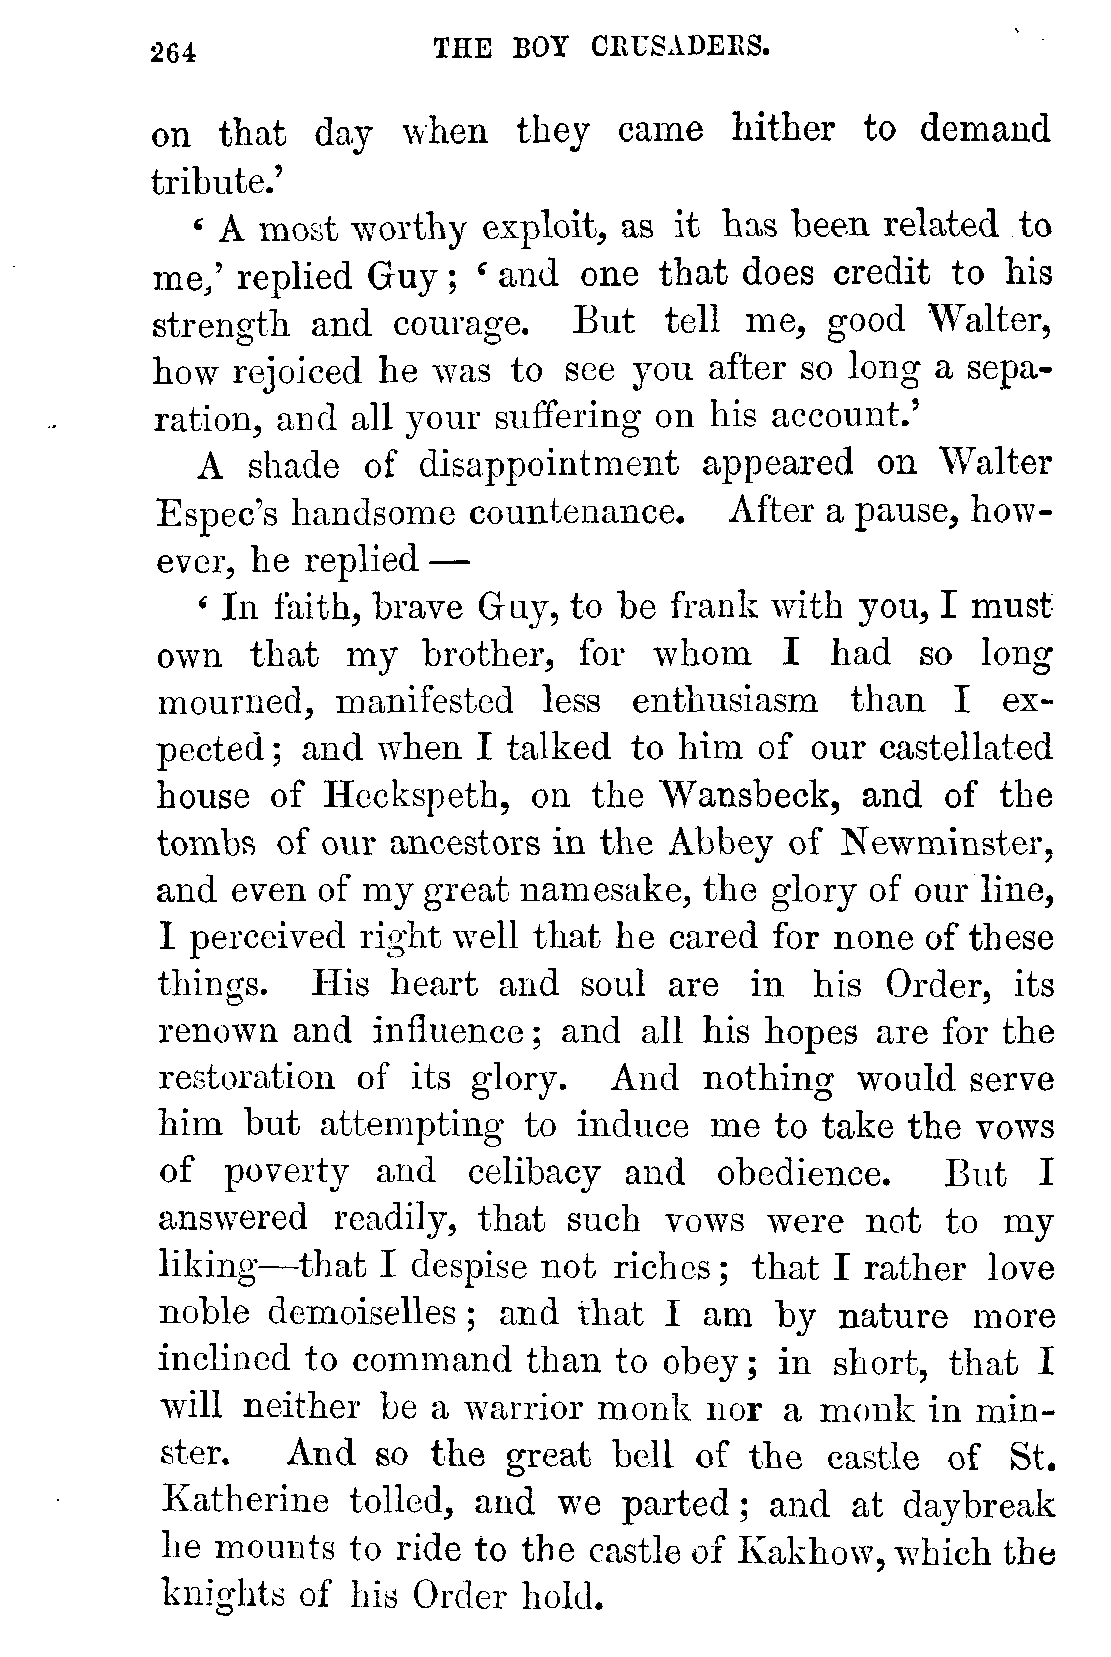 264 THE BOY CRUSADERS.
on that day when they came hither to demand
tribute.’
‘ A most worthy exploit, as it has been related to
me,’ replied Guy ; ‘ and one that does credit to his
strength and courage. But tell me, good Walter,
how rejoiced he was to see you after so long a sepa-
ration, and all your suffering on his account.’
A shade of disappointment appeared on Walter
Espec’s handsome countenance. After a pause, how-
ever, he replied —
‘ In faith, brave Guy, to be frank with you, I must
own that my brother, for whom I had so long
mourned, manifested less enthusiasm than I ex-
pected ; and when I talked to him of our castellated
house of Heckspeth, on the Wansbeck, and of the
tombs of our ancestors in the Abbey of Newminster,
and even of my great namesake, the glory of our line,
I perceived right well that he cared for none of these
things. His heart and soul are in his Order, its
renown and influence ; and all his hopes are for the
restoration of its glory. And nothing would serve
him but attempting to induce me to take the vows
of poverty and celibacy and obedience. But I
answered readily, that such vows were not to my
liking—that I despise not riches ; that I rather love
noble demoiselles ; and that I am by nature more
inclined to command than to obey ; in short, that I
will neither be a warrior monk nor a monk in min-
ster. And so the great bell of the castle of St.
Katherine tolled, and we parted ; and at daybreak
he mounts to ride to the castle of Kakhow, which the
knights of his Order hold.